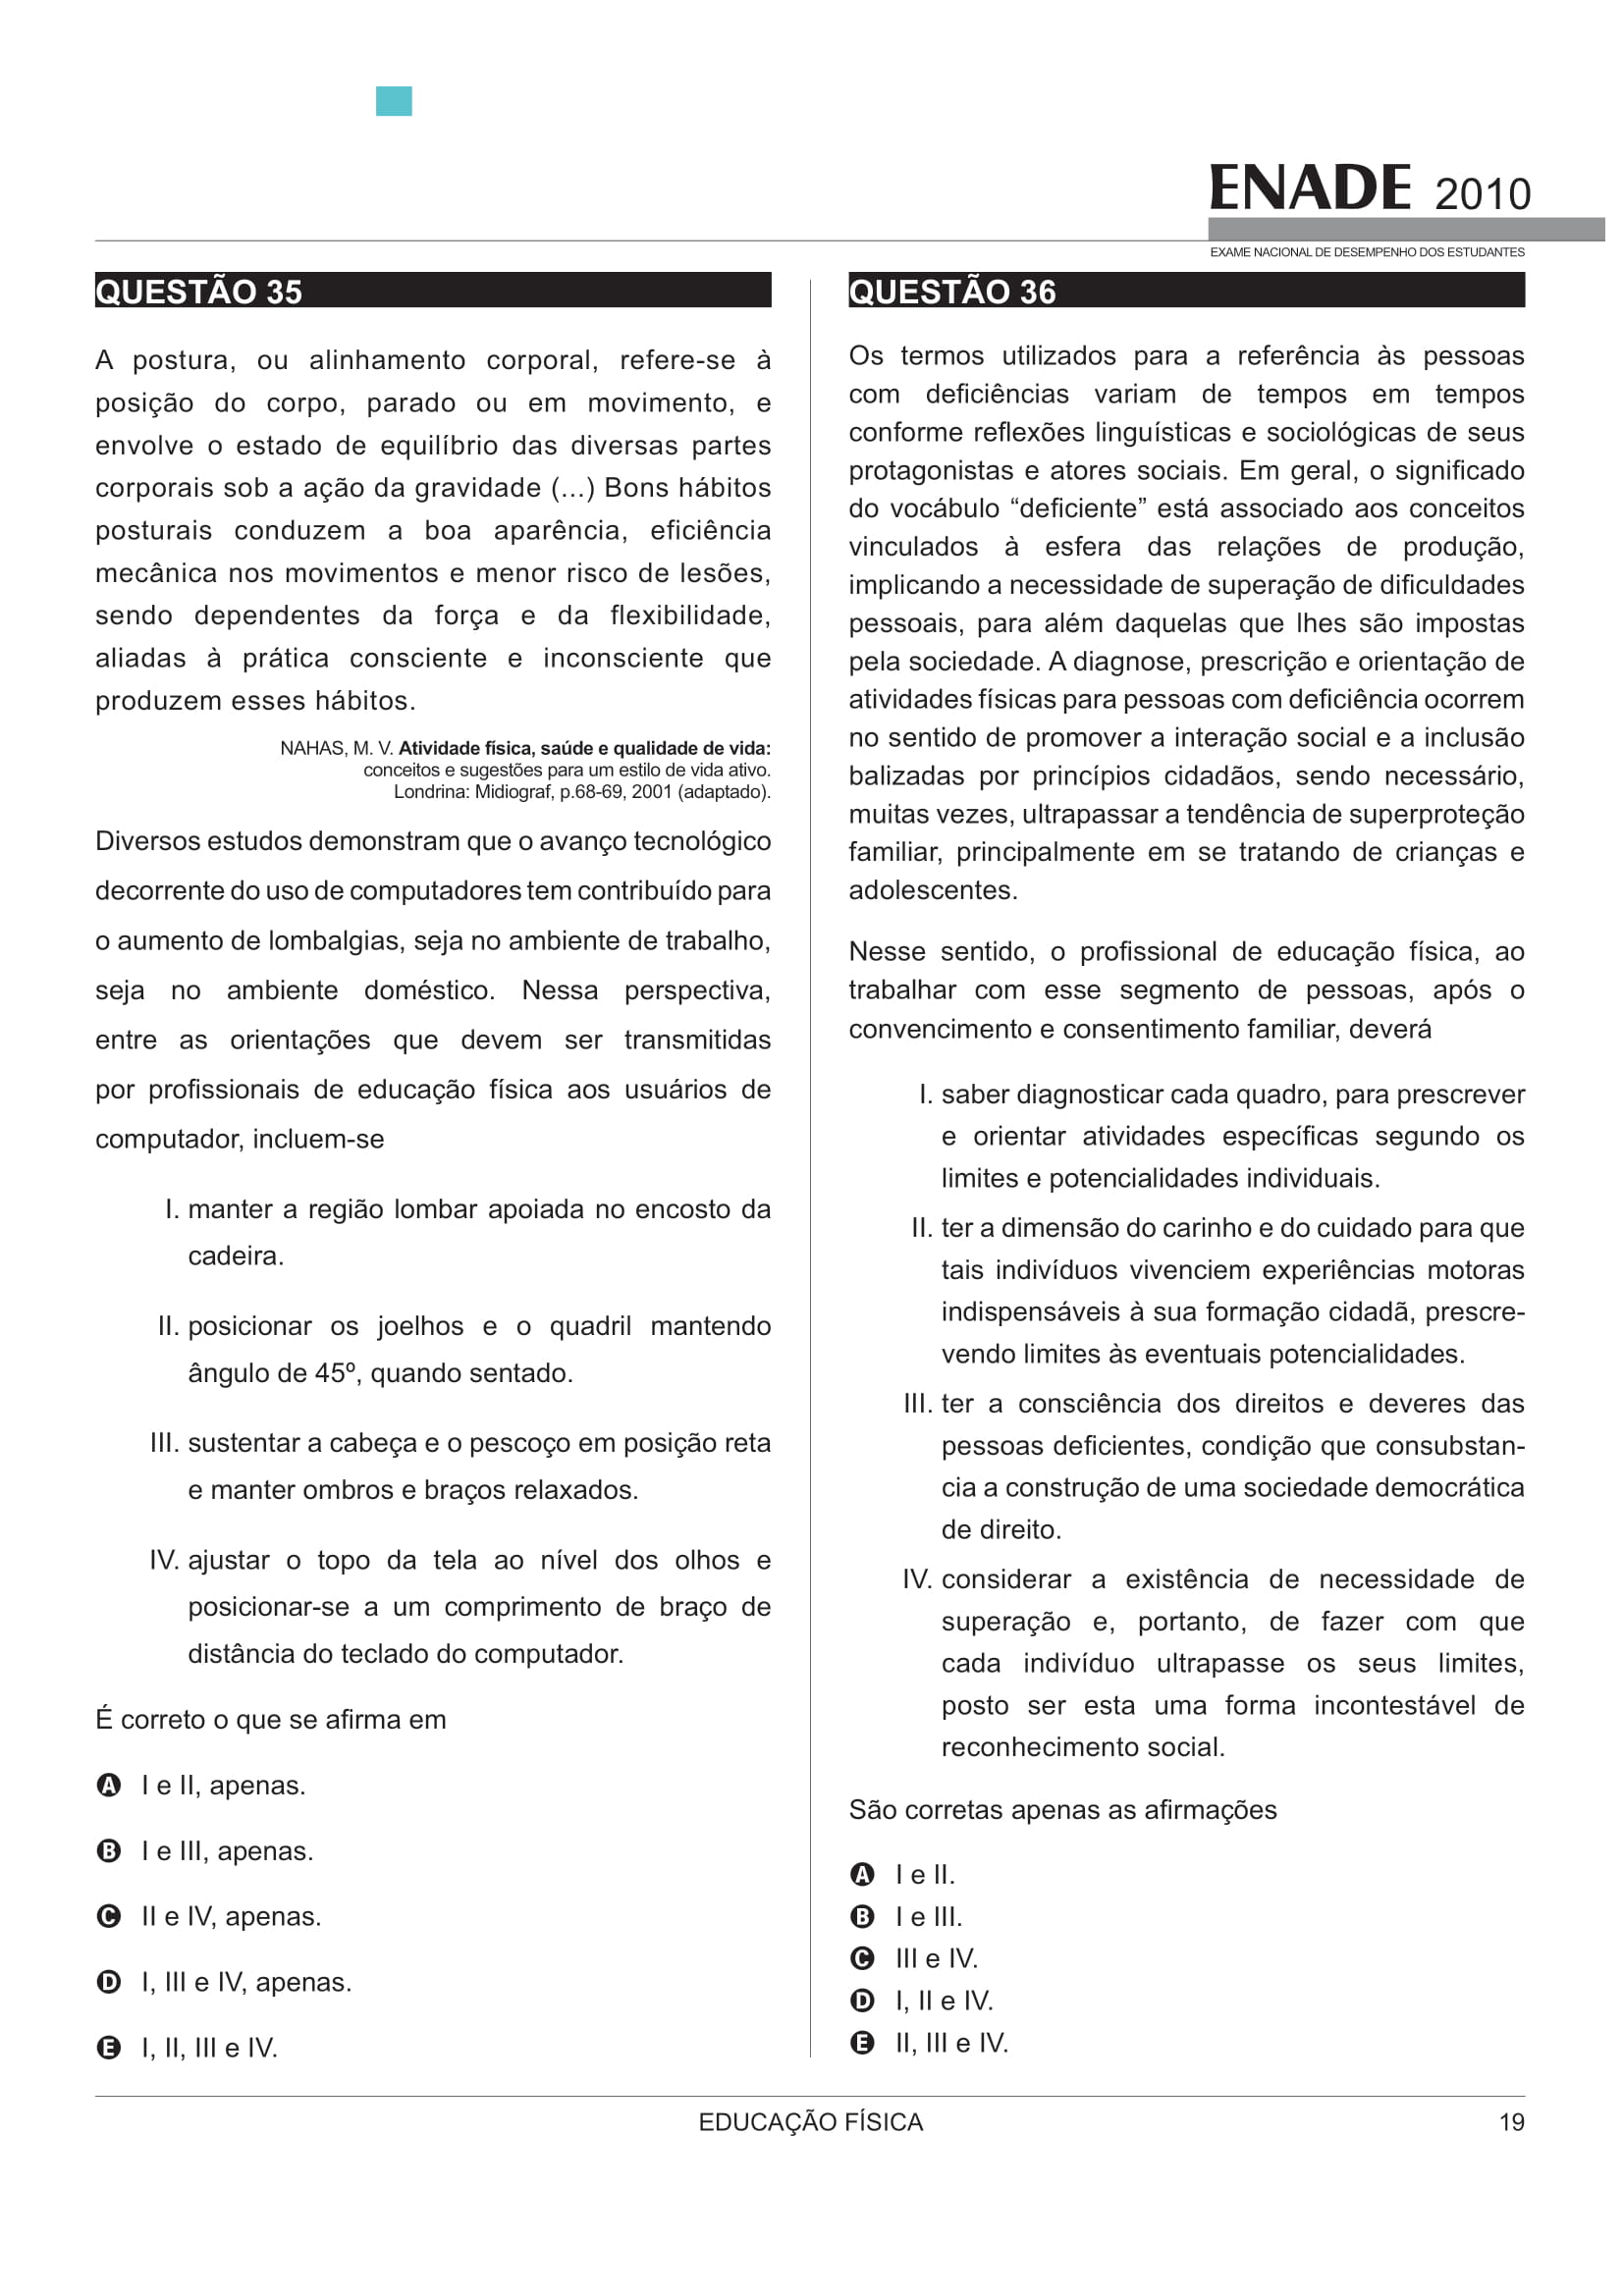 ENADE 2010
EXAME NACIONAL DE DESEMPENHO DOS ESTUDANTES
QUESTÃO 35
A postura, ou alinhamento corporal, refere-se à
posição do corpo, parado ou em movimento, e
envolve o estado de equilíbrio das diversas partes
corporais sob a ação da gravidade (...) Bons hábitos
posturais conduzem a boa aparência, eficiência
mecânica nos movimentos e menor risco de lesões,
sendo dependentes da força e da flexibilidade,
aliadas à prática consciente e inconsciente que
produzem esses hábitos.
NAHAS, M. V. Atividade física, saúde e qualidade de vida:
conceitos e sugestões para um estilo de vida ativo.
Londrina: Midiograf, p.68-69, 2001 (adaptado).
Diversos estudos demonstram que o avanço tecnológico
decorrente do uso de computadores tem contribuído para
o aumento de lombalgias, seja no ambiente de trabalho,
seja no ambiente doméstico. Nessa perspectiva,
entre as orientações que devem ser transmitidas
por profissionais de educação física aos usuários de
computador, incluem-se
I. manter a região lombar apoiada no encosto da
cadeira.
II. posicionar os joelhos e o quadril mantendo
ângulo de 45º, quando sentado.
III. sustentar a cabeça e o pescoço em posição reta
e manter ombros e braços relaxados.
IV. ajustar o topo da tela ao nível dos olhos e
posicionar-se a um comprimento de braço de
distância do teclado do computador.
É correto o que se afirma em
A I e II, apenas.
B I e III, apenas.
C II e IV, apenas.
D I, III e IV, apenas.
E I, II, III e IV.
QUESTÃO 36
Os termos utilizados para a referência às pessoas
com deficiências variam de tempos em tempos
conforme reflexões linguísticas e sociológicas de seus
protagonistas e atores sociais. Em geral, o significado
do vocábulo “deficiente” está associado aos conceitos
vinculados à esfera das relações de produção,
implicando a necessidade de superação de dificuldades
pessoais, para além daquelas que lhes são impostas
pela sociedade. A diagnose, prescrição e orientação de
atividades físicas para pessoas com deficiência ocorrem
no sentido de promover a interação social e a inclusão
balizadas por princípios cidadãos, sendo necessário,
muitas vezes, ultrapassar a tendência de superproteção
familiar, principalmente em se tratando de crianças e
adolescentes.
Nesse sentido, o profissional de educação física, ao
trabalhar com esse segmento de pessoas, após o
convencimento e consentimento familiar, deverá
I. saber diagnosticar cada quadro, para prescrever
e orientar atividades específicas segundo os
limites e potencialidades individuais.
II. ter a dimensão do carinho e do cuidado para que
tais indivíduos vivenciem experiências motoras
indispensáveis à sua formação cidadã, prescre-
vendo limites às eventuais potencialidades.
III. ter a consciência dos direitos e deveres das
pessoas deficientes, condição que consubstan-
cia a construção de uma sociedade democrática
de direito.
IV. considerar a existência de necessidade de
superação e, portanto, de fazer com que
cada indivíduo ultrapasse os seus limites,
posto ser esta uma forma incontestável de
reconhecimento social.
São corretas apenas as afirmações
A I e II.
B I e III.
C III e IV.
D I, II e IV.
E II, III e IV.
EDUCAÇÃO FÍSICA
19